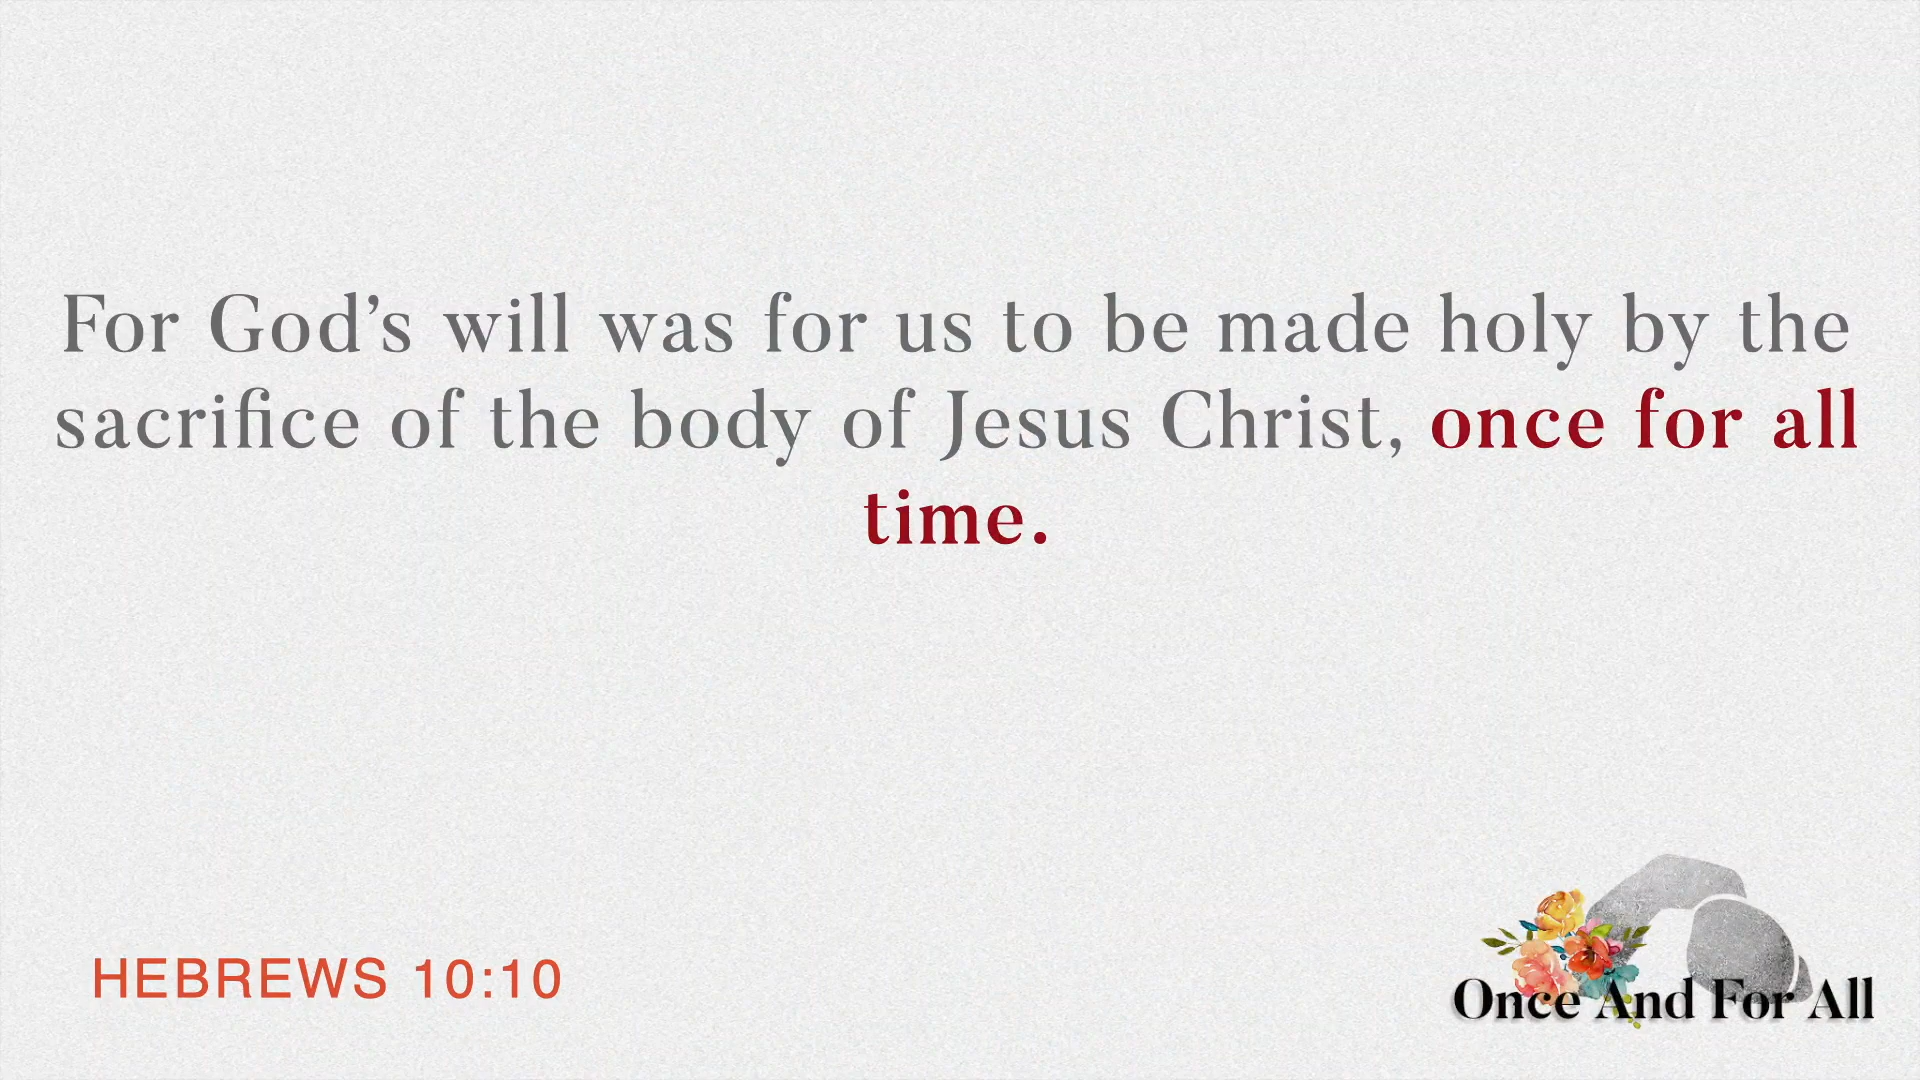 For God’s will was for us to be made holy by the
sacrifice of the body of Jesus Christ, once for all
time.
HEBREWS 10:10
Once And For All